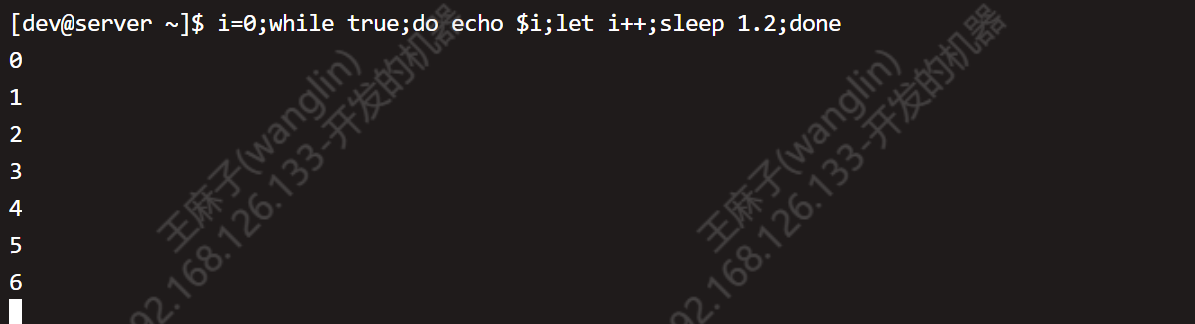 [dev@server ~]$ i=0;while true;do echo $i;let i++;sleep 1.2;done
0
1
2
3
4
5
6
王麻子(wanglin)
92.168.126.133-开发的机器
王麻子(wanglin)
92.168.126.133-开发的机器